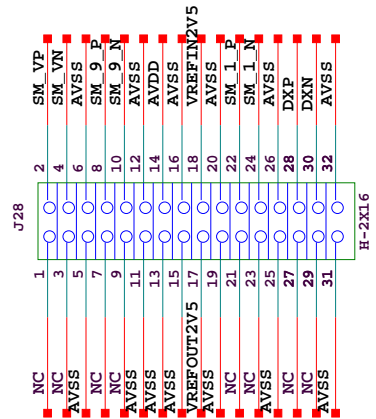 SM_VP
SM_VN
AVSS
SM_9_P
SM_9_N
AVSS
AVDD
AVSS
VREFIN2V5
AVSS
SM_1_P
SM_1_N
AVSS
DXP
DXN
AVSS
2
4
6
8
10
12
14
16
18
20
22
24
26
28
30
32
J28
H-2X16
1
3
5
7
9
11
13
15
17
19
21
23
25
27
29
31
NC
NC
AVSS
NC
NC
AVSS
AVSS
AVSS
VREFOUT2V5
AVSS
NC
NC
AVSS
NC
NC
AVSS